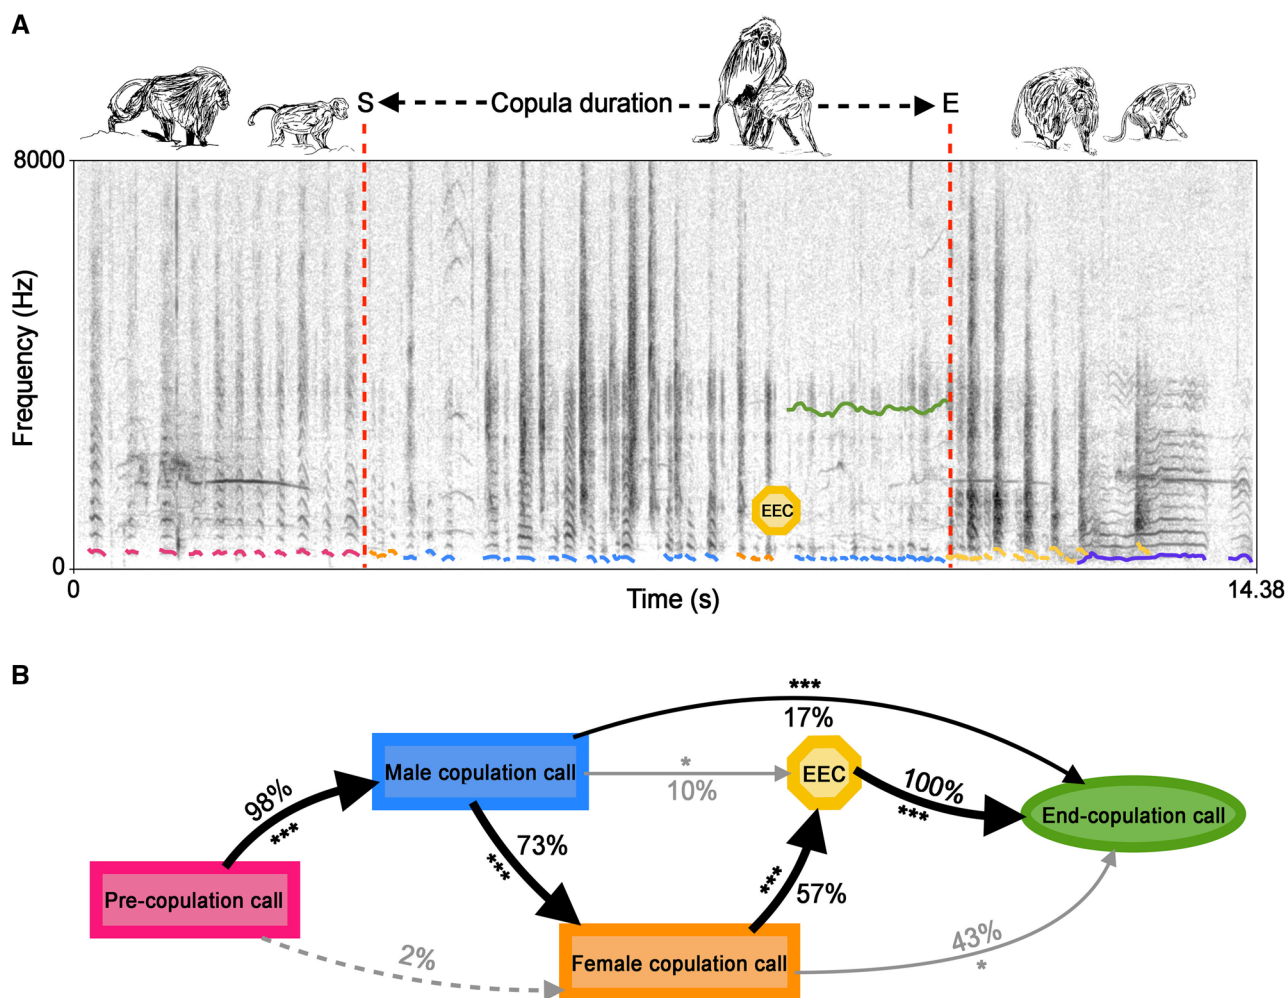 A
S
Copula duration
E
8000
Frequency (Hz)
EEC
0
0
Time (s)
14.38
B
***
17%
Male copulation call
*
10%
EEC
100%
***
End-copulation call
98%
***
73%
***
Pre-copulation call
***
57%
2%
Female copulation call
43%
*